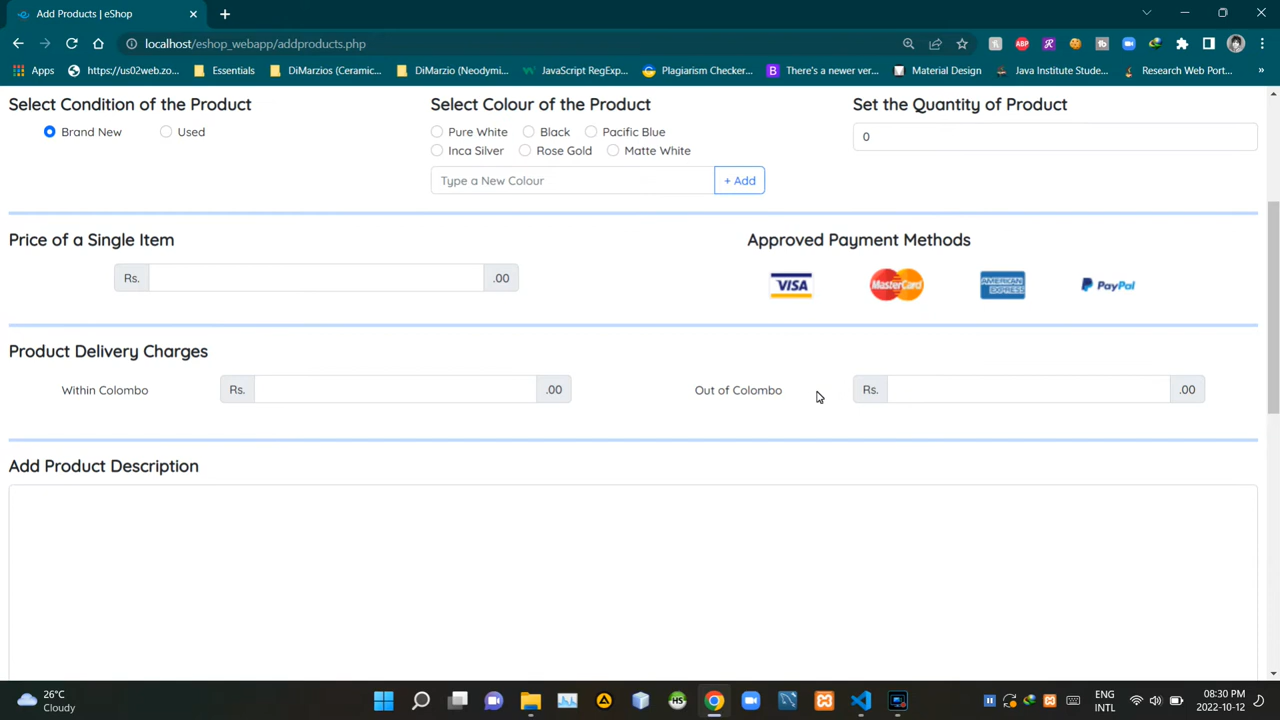 Add Products | eShop
localhost/eshop_webapp/addproducts.php
ABP
Apps
https://us02web.zo...
Essentials
DiMarzios (Ceramic...
DiMarzio (Neodymi...
JavaScript RegExp...
Plagiarism Checker...
B
There's a newer ver...
Material Design
Java Institute Stude...
Research Web Port...
»
Select Condition of the Product
Select Colour of the Product
Set the Quantity of Product
Brand New
Used
Pure White
Black
Pacific Blue
0
Inca Silver
Rose Gold
Matte White
Type a New Colour
+ Add
Price of a Single Item
Approved Payment Methods
Rs.
.00
VISA
MasterCard
AMERICAN
EXPRESS
PayPal
Product Delivery Charges
Within Colombo
Rs.
.00
Out of Colombo
Rs.
.00
Add Product Description
26°C
Cloudy
HS
ENG
INTL
08:30 PM
2022-10-12